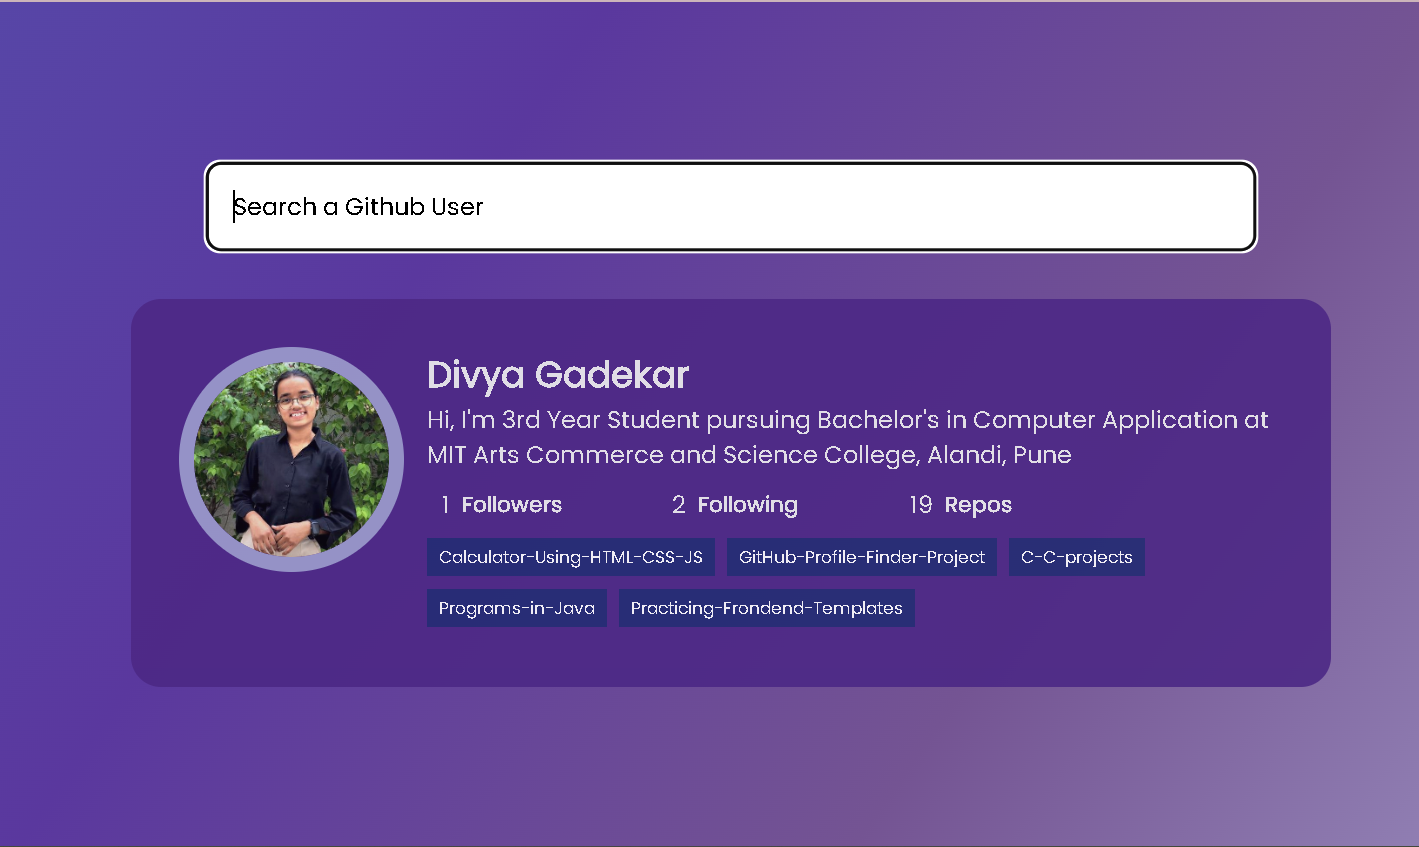 Search a Github User
Divya Gadekar
Hi, I'm 3rd Year Student pursuing Bachelor's in Computer Application at
MIT Arts Commerce and Science College, Alandi, Pune
1 Followers 2 Following 19 Repos
Calculator-Using-HTML-CSS-JS GitHub-Profile-Finder-Project C-C-projects
Programs-in-Java Practicing-Frondend-Templates